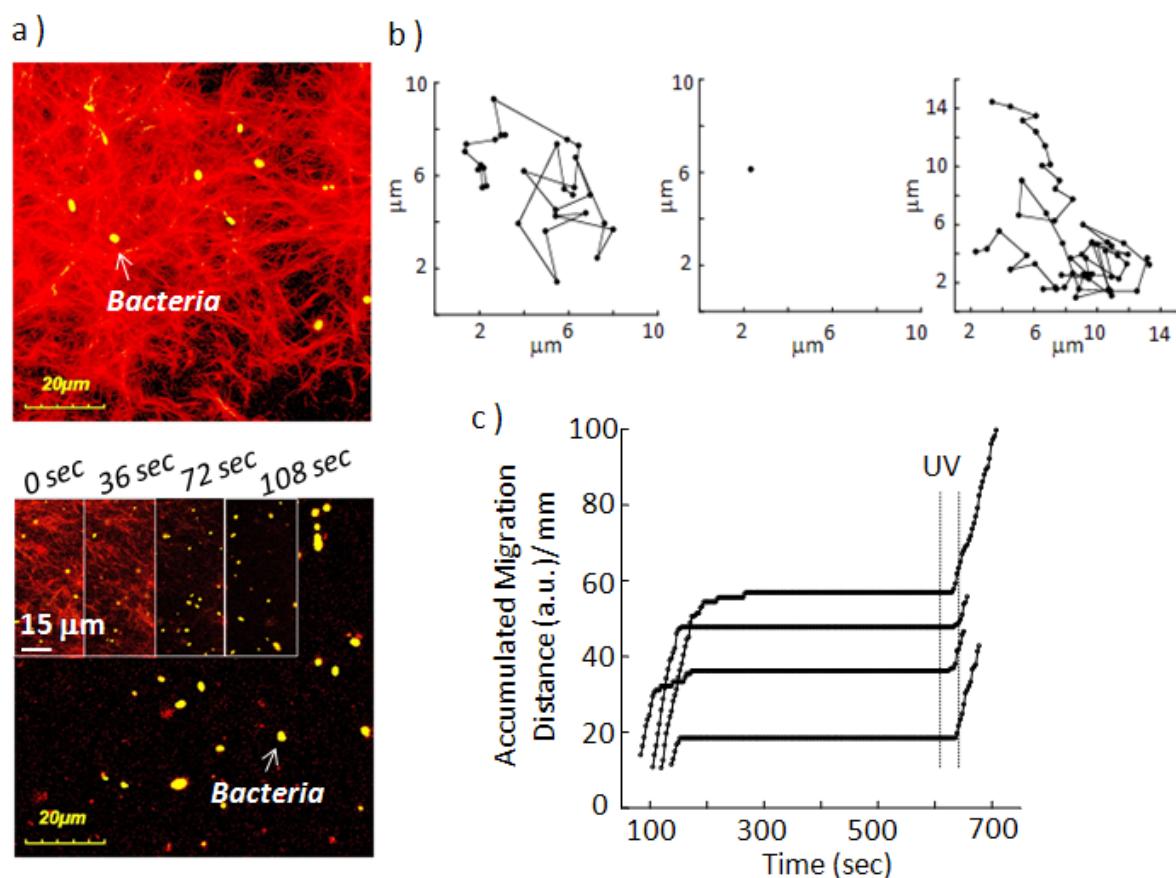 a )
Bacteria
20µm
0 sec 36 sec 72 sec 108 sec
15 µm
Bacteria
20µm
b )
10
6
2
µm
2 6 10
µm
10
6
2
µm
2 6 10
µm
14
10
6
2
µm
2 6 10 14
µm
c )
Accumulated Migration
Distance (a.u.)/ mm
100
80
60
40
20
0
UV
100 300 500 700
Time (sec)